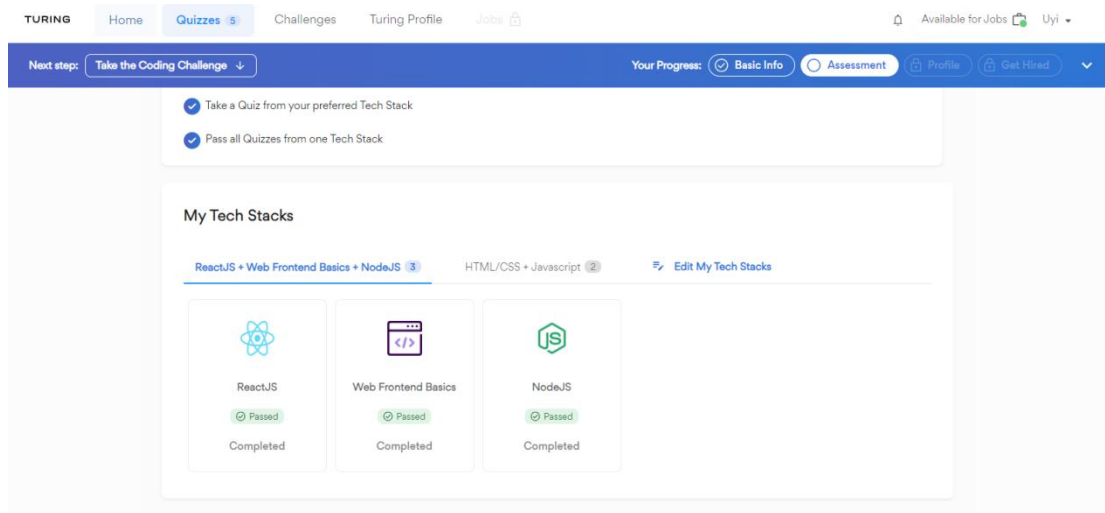 TURING Home Quizzes 5 Challenges Turing Profile Jobs Available for Jobs Uyi
Next step: Take the Coding Challenge ↓ Your Progress: Basic Info Assessment Profile Get Hired
Take a Quiz from your preferred Tech Stack
Pass all Quizzes from one Tech Stack
My Tech Stacks
ReactJS + Web Frontend Basics + NodeJS 3 HTML/CSS + Javascript 2 Edit My Tech Stacks
</> JS
ReactJS Web Frontend Basics NodeJS
Passed Passed Passed
Completed Completed Completed